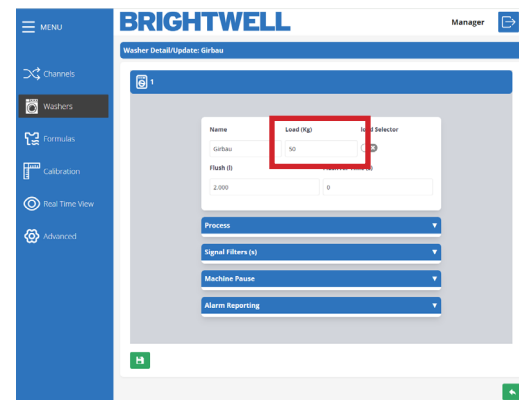 MENU
BRIGHTWELL
Manager
Washer Detail/Update: Girbau
Channels
Washers
Formulas
Calibration
Real Time View
Advanced
1
Name
Load (Kg)
load Selector
Girbau
50
Flush (l)
2.000
0
Process
Signal Filters (s)
Machine Pause
Alarm Reporting